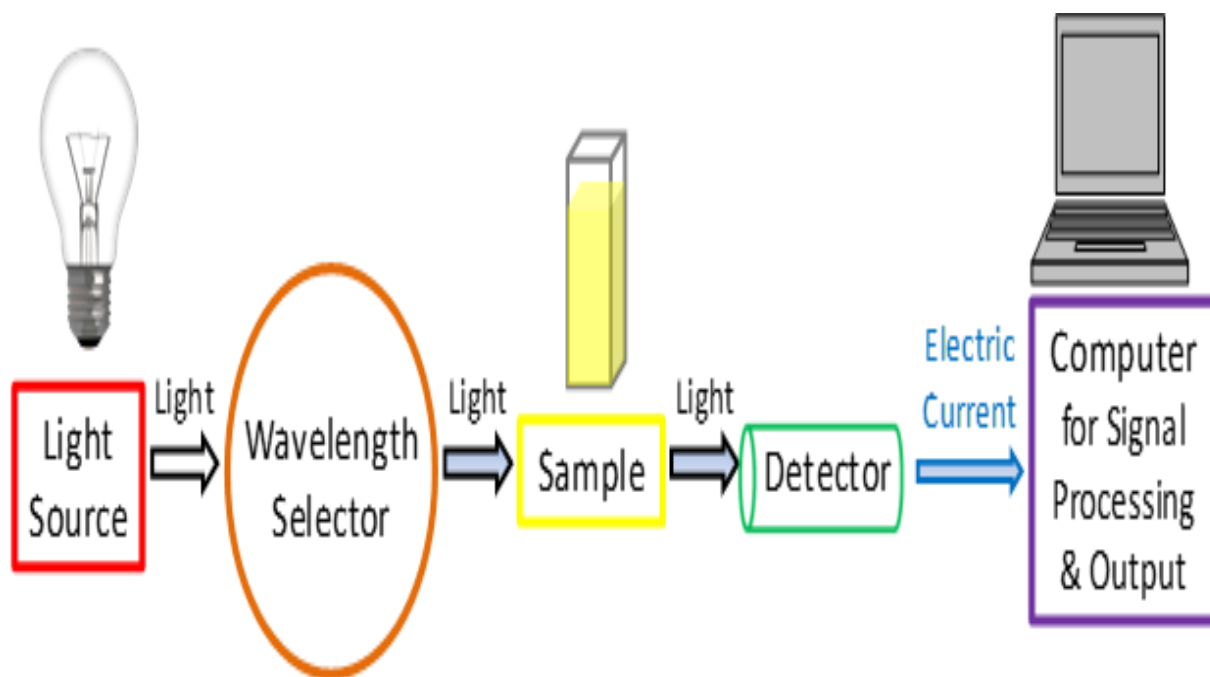 Light
Source
Light
Wavelength
Selector
Light
Sample
Light
Detector
Electric
Current
Computer
for Signal
Processing
& Output